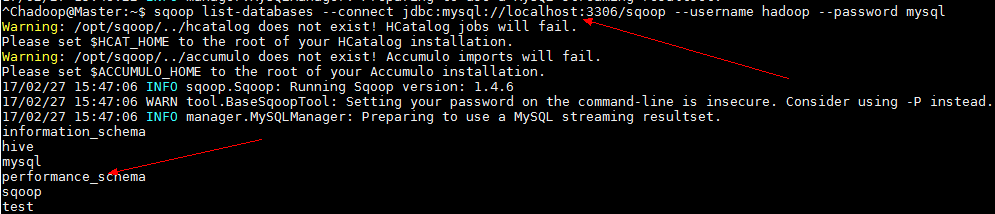 ^Chadoop@Master:~$ sqoop list-databases --connect jdbc:mysql://localhost:3306/sqoop --username hadoop --password mysql
Warning: /opt/sqoop/../hcatalog does not exist! HCatalog jobs will fail.
Please set $HCAT_HOME to the root of your HCatalog installation.
Warning: /opt/sqoop/../accumulo does not exist! Accumulo imports will fail.
Please set $ACCUMULO_HOME to the root of your Accumulo installation.
17/02/27 15:47:06 INFO sqoop.Sqoop: Running Sqoop version: 1.4.6
17/02/27 15:47:06 WARN tool.BaseSqoopTool: Setting your password on the command-line is insecure. Consider using -P instead.
17/02/27 15:47:06 INFO manager.MySQLManager: Preparing to use a MySQL streaming resultset.
information_schema
hive
mysql
performance_schema
sqoop
test